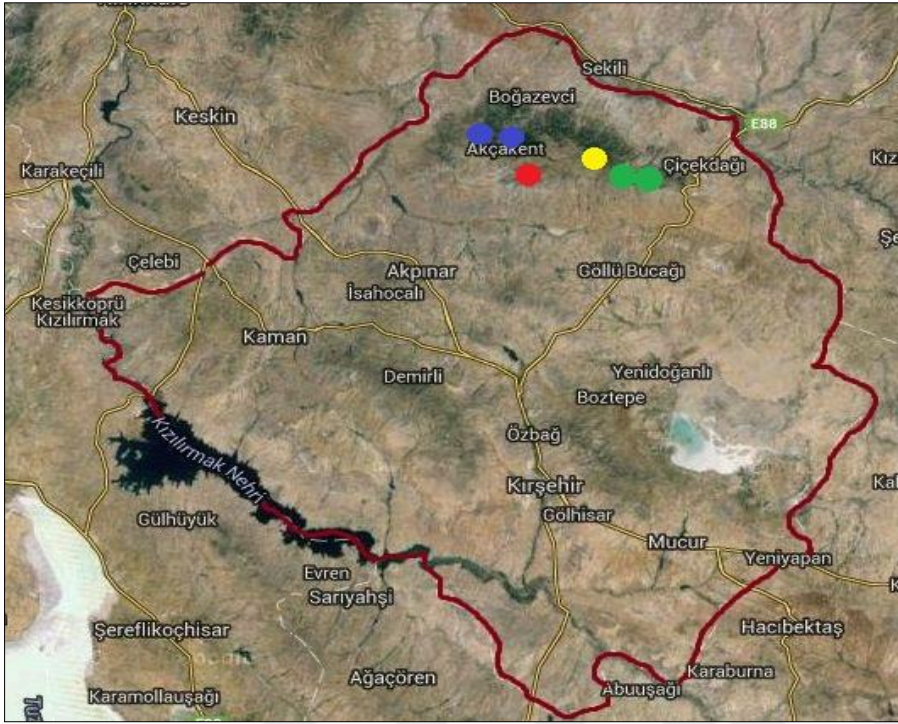 Sekili
Boğazevci
Keskin
E88
Akçakent
Karakeçili
Çiçekdağı
Çelebi
Akpınar
Göllü Bucağı
İsahocalı
Kesikköprü
Kızılırmak
Kaman
Demirli
Yenidoğanlı
Boztepe
Kızılırmak Nehri
Özbağ
Kırşehir
Gölhisar
Gülhüyük
Mucur
Yeniyapan
Evren
Sarıyahşi
Şereflikoçhisar
Hacıbektaş
Ağaçören
Karaburna
Abuuşağı
Karamollauşağı